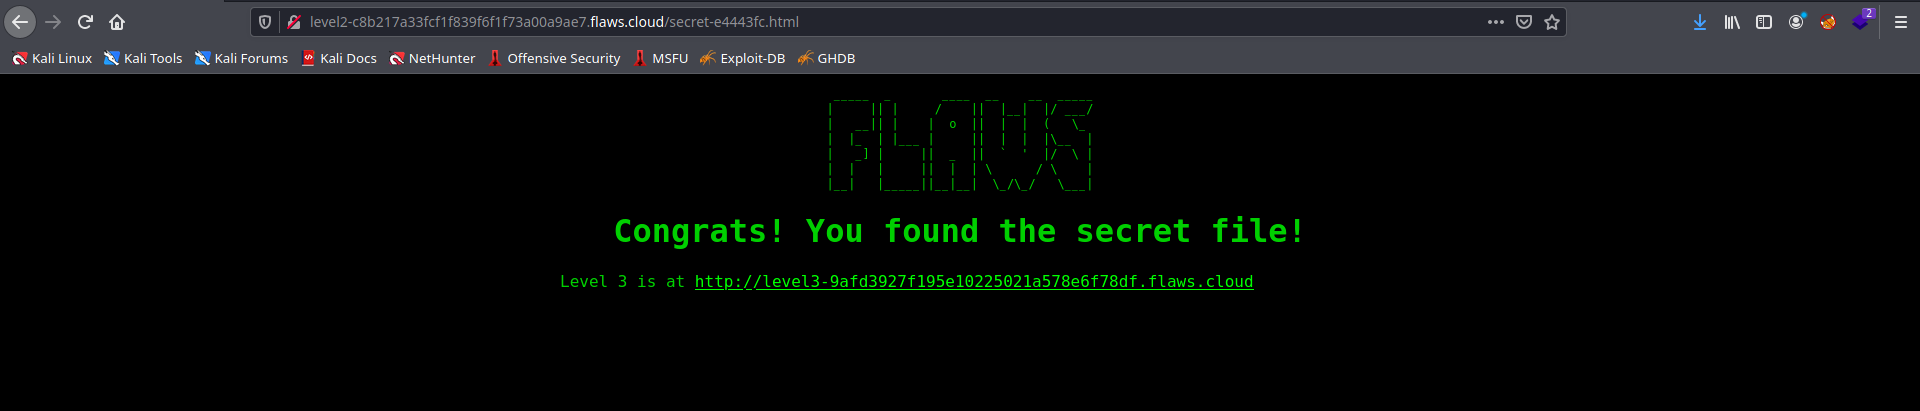 level2-c8b217a33fcf1f839f6f1f73a00a9ae7.flaws.cloud/secret-e4443fc.html
2
Kali Linux Kali Tools Kali Forums Kali Docs NetHunter Offensive Security MSFU Exploit-DB GHDB
FLAWS
Congrats! You found the secret file!
Level 3 is at http://level3-9afd3927f195e10225021a578e6f78df.flaws.cloud